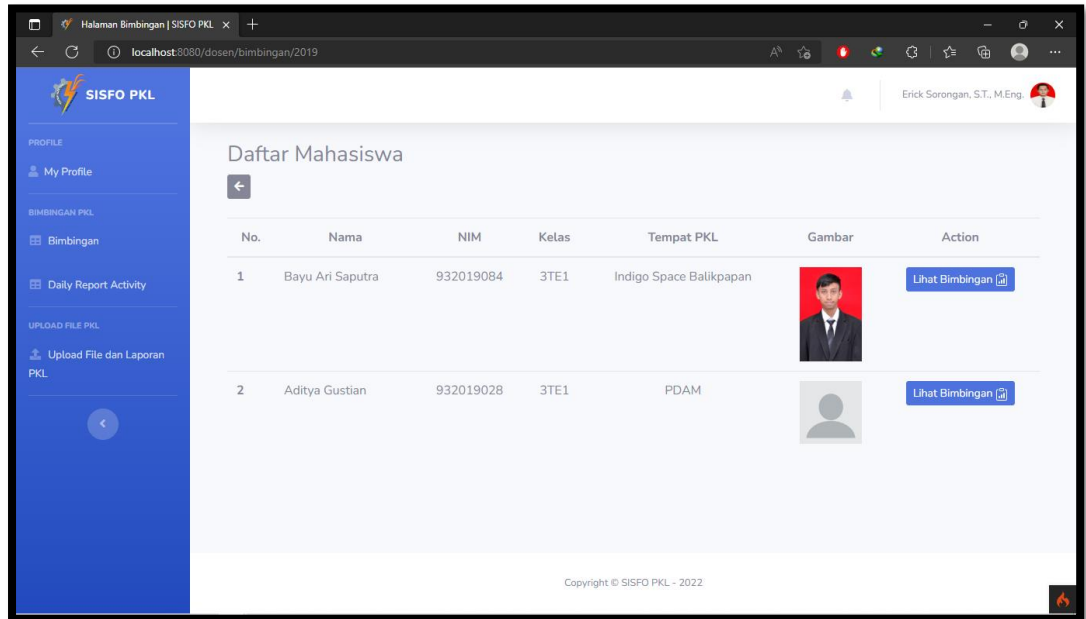 Halaman Bimbingan | SISFO PKL
localhost:8080/dosen/bimbingan/2019
SISFO PKL
Erick Sorongan, S.T., M.Eng.
PROFILE
My Profile
BIMBINGAN PKL
Bimbingan
Daily Report Activity
UPLOAD FILE PKL
Upload File dan Laporan
PKL
Daftar Mahasiswa
No. Nama NIM Kelas Tempat PKL Gambar Action
1 Bayu Ari Saputra 932019084 3TE1 Indigo Space Balikpapan Lihat Bimbingan
2 Aditya Gustian 932019028 3TE1 PDAM Lihat Bimbingan
Copyright © SISFO PKL - 2022